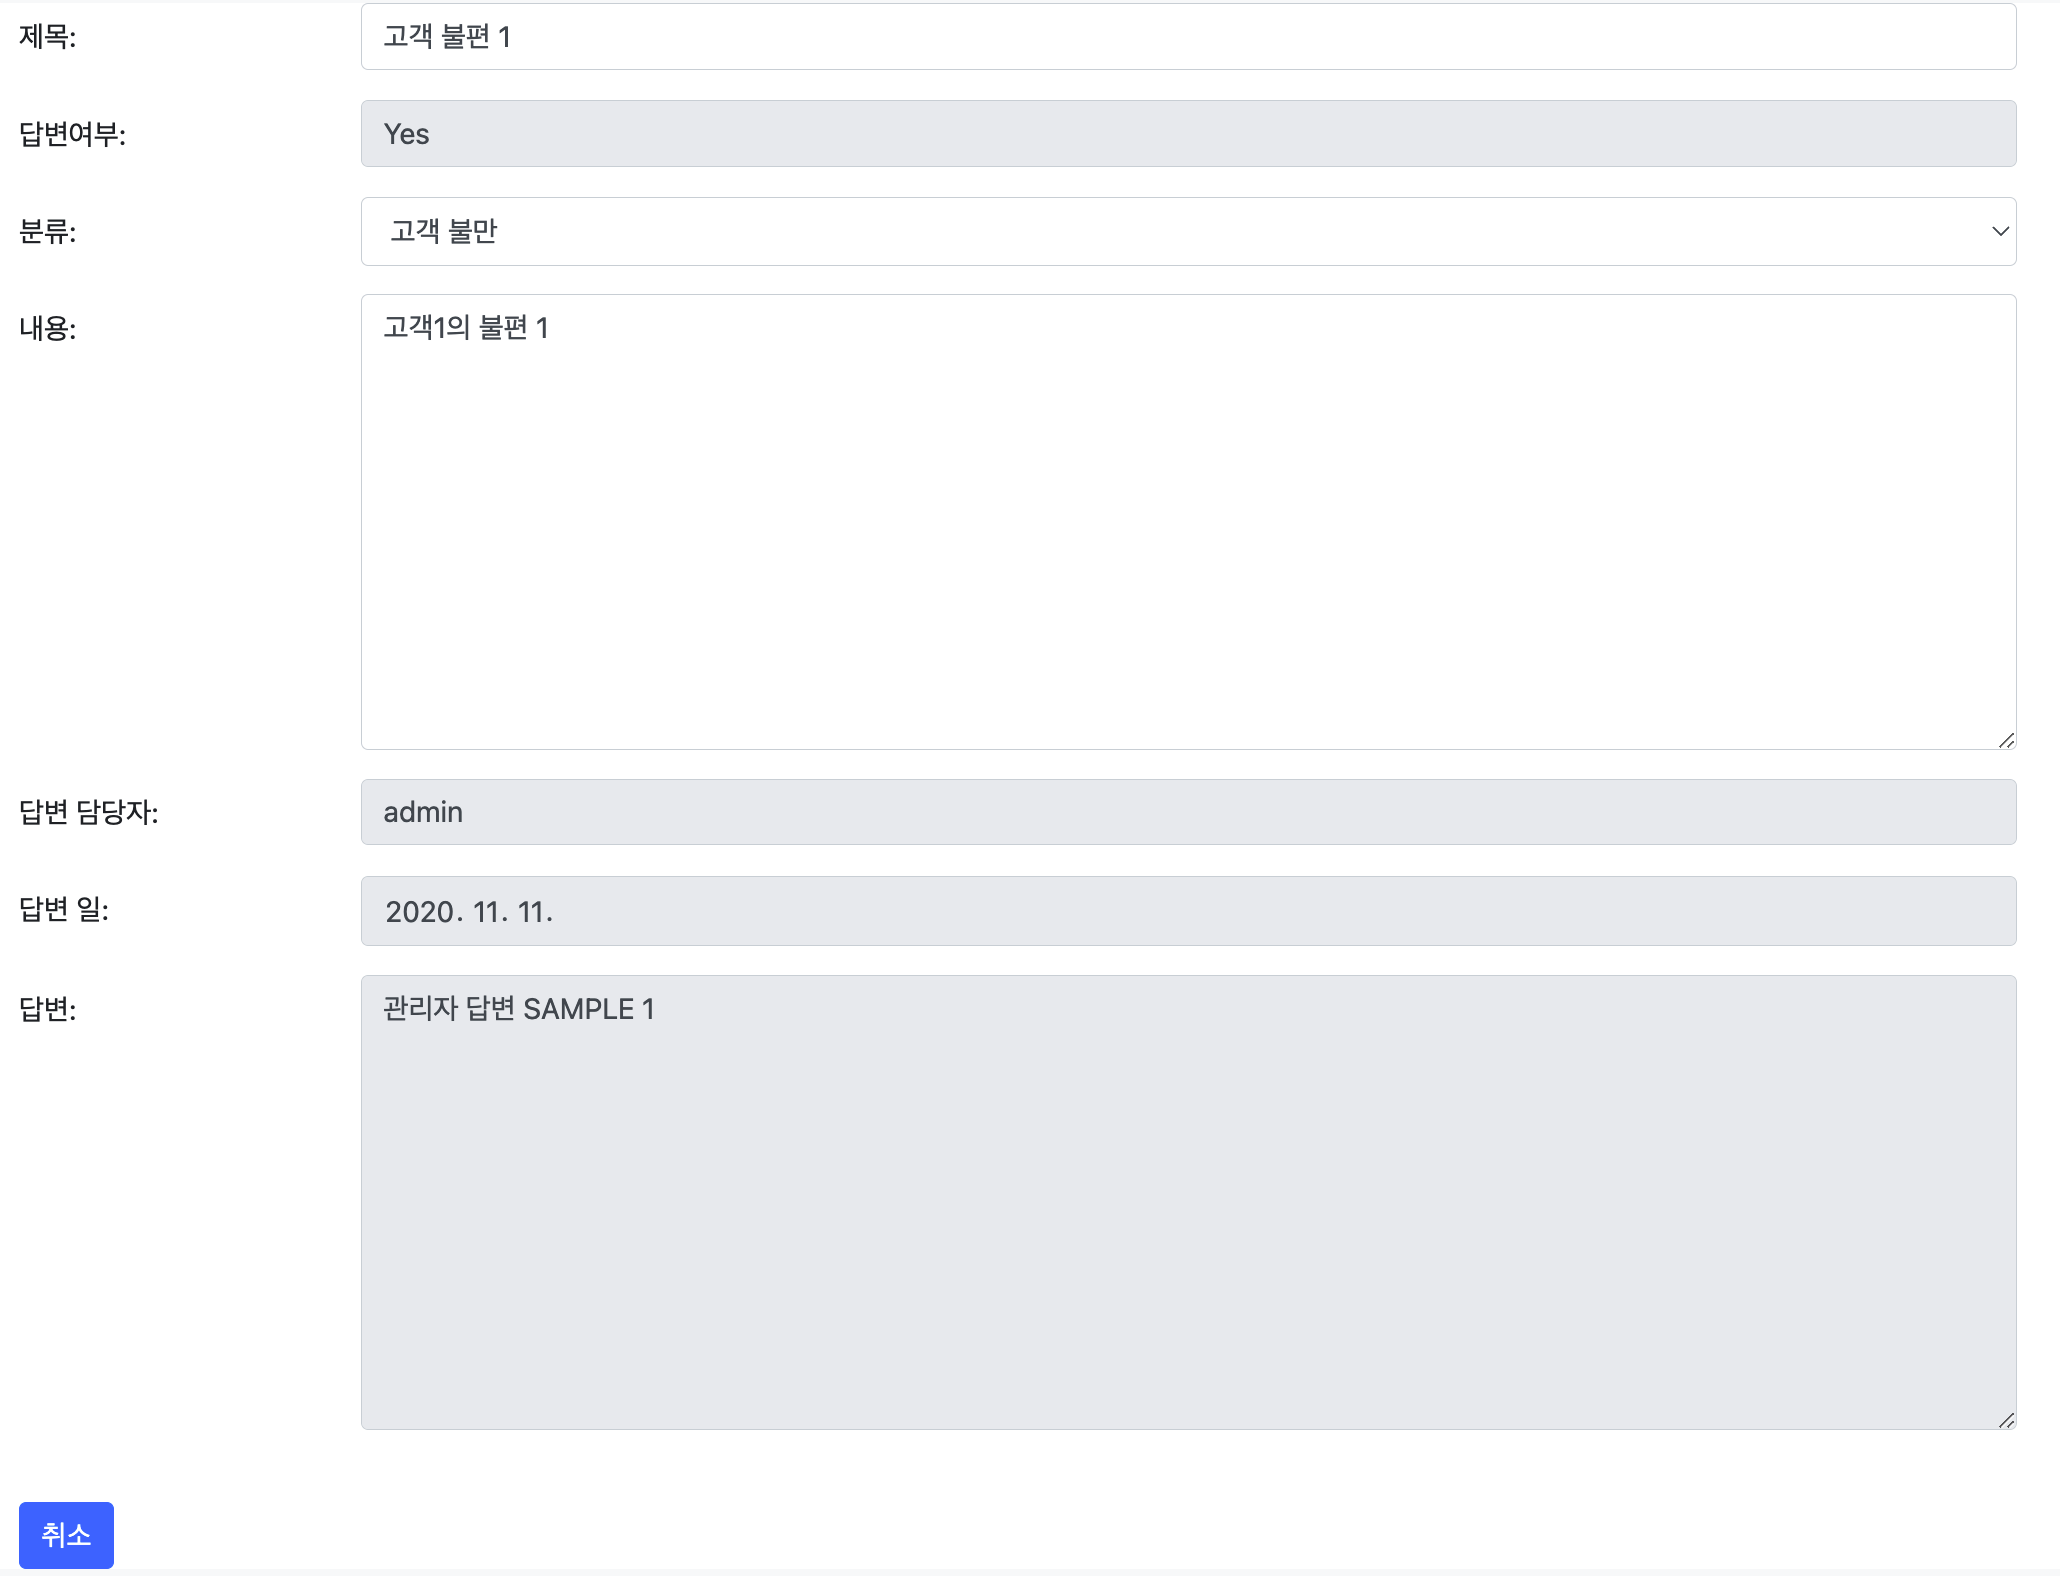 제목: 고객 불편 1
답변여부: Yes
분류: 고객 불만
내용: 고객1의 불편 1
답변 담당자: admin
답변 일: 2020. 11. 11.
답변: 관리자 답변 SAMPLE 1
취소